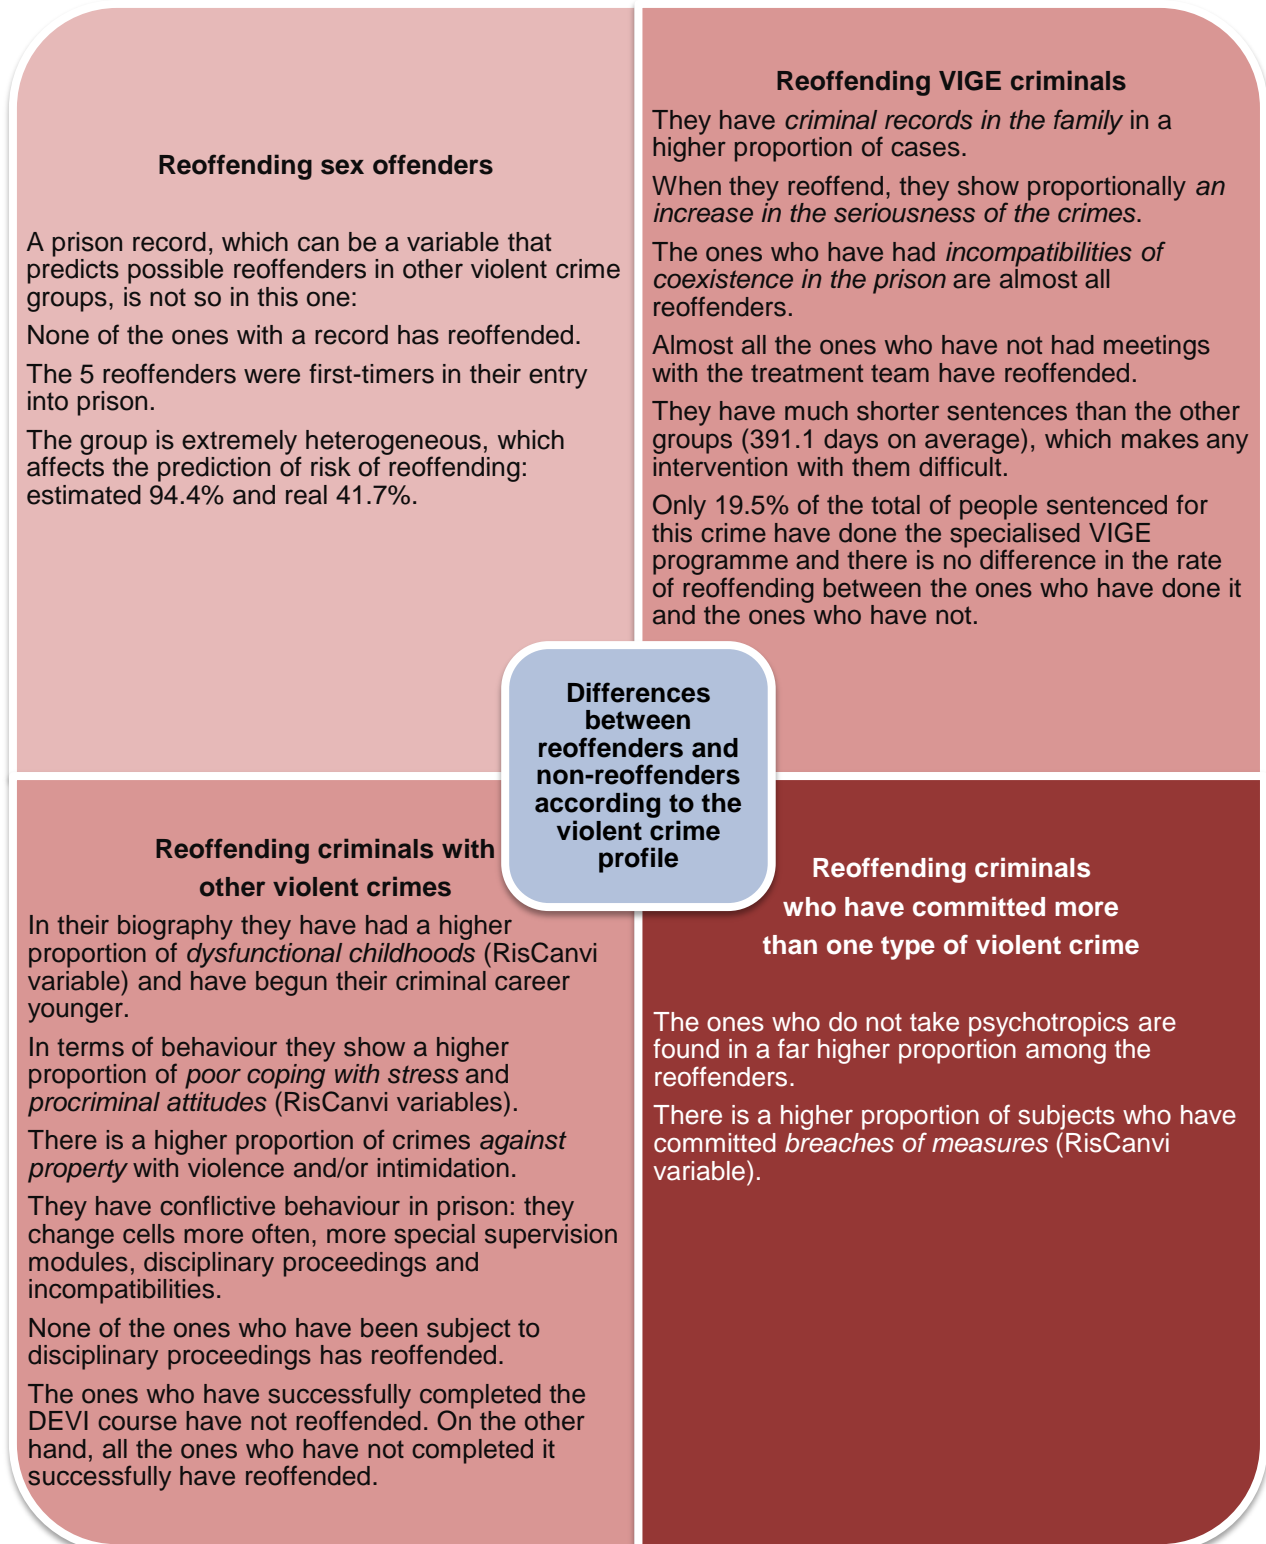 Reoffending sex offenders
A prison record, which can be a variable that
predicts possible reoffenders in other violent crime
groups, is not so in this one:
None of the ones with a record has reoffended.
The 5 reoffenders were first-timers in their entry
into prison.
The group is extremely heterogeneous, which
affects the prediction of risk of reoffending:
estimated 94.4% and real 41.7%.
Reoffending VIGE criminals
They have criminal records in the family in a
higher proportion of cases.
When they reoffend, they show proportionally an
increase in the seriousness of the crimes.
The ones who have had incompatibilities of
coexistence in the prison are almost all
reoffenders.
Almost all the ones who have not had meetings
with the treatment team have reoffended.
They have much shorter sentences than the other
groups (391.1 days on average), which makes any
intervention with them difficult.
Only 19.5% of the total of people sentenced for
this crime have done the specialised VIGE
programme and there is no difference in the rate
of reoffending between the ones who have done it
and the ones who have not.
Differences
between
reoffenders and
non-reoffenders
according to the
violent crime
profile
Reoffending criminals with
other violent crimes
In their biography they have had a higher
proportion of dysfunctional childhoods (RisCanvi
variable) and have begun their criminal career
younger.
In terms of behaviour they show a higher
proportion of poor coping with stress and
procriminal attitudes (RisCanvi variables).
There is a higher proportion of crimes against
property with violence and/or intimidation.
They have conflictive behaviour in prison: they
change cells more often, more special supervision
modules, disciplinary proceedings and
incompatibilities.
None of the ones who have been subject to
disciplinary proceedings has reoffended.
The ones who have successfully completed the
DEVI course have not reoffended. On the other
hand, all the ones who have not completed it
successfully have reoffended.
Reoffending criminals
who have committed more
than one type of violent crime
The ones who do not take psychotropics are
found in a far higher proportion among the
reoffenders.
There is a higher proportion of subjects who have
committed breaches of measures (RisCanvi
variable).